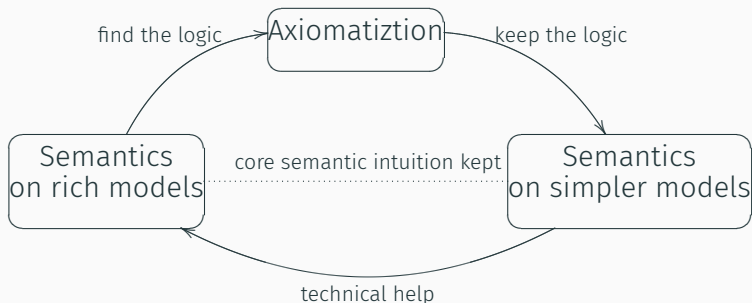 Axiomatiztion
find the logic
keep the logic
Semantics
on rich models
core semantic intuition kept
Semantics
on simpler models
technical help